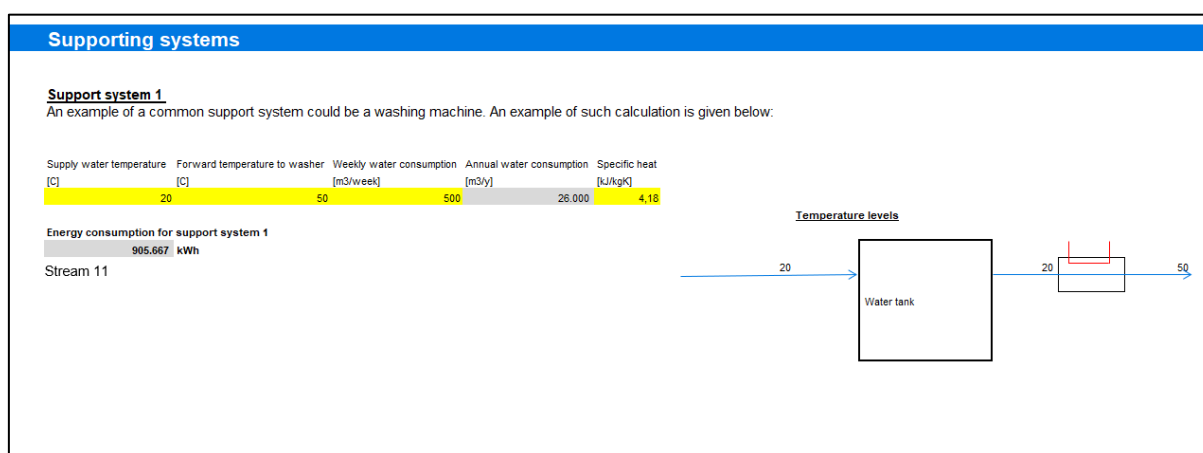 Supporting systems
Support system 1
An example of a common support system could be a washing machine. An example of such calculation is given below:
Supply water temperature Forward temperature to washer Weekly water consumption Annual water consumption Specific heat
[C] [C] [m3/week] [m3/y] [kJ/kgK]
20 50 500 26.000 4,18
Energy consumption for support system 1
905.667 kWh
Stream 11
Temperature levels
20 20 50
Water tank